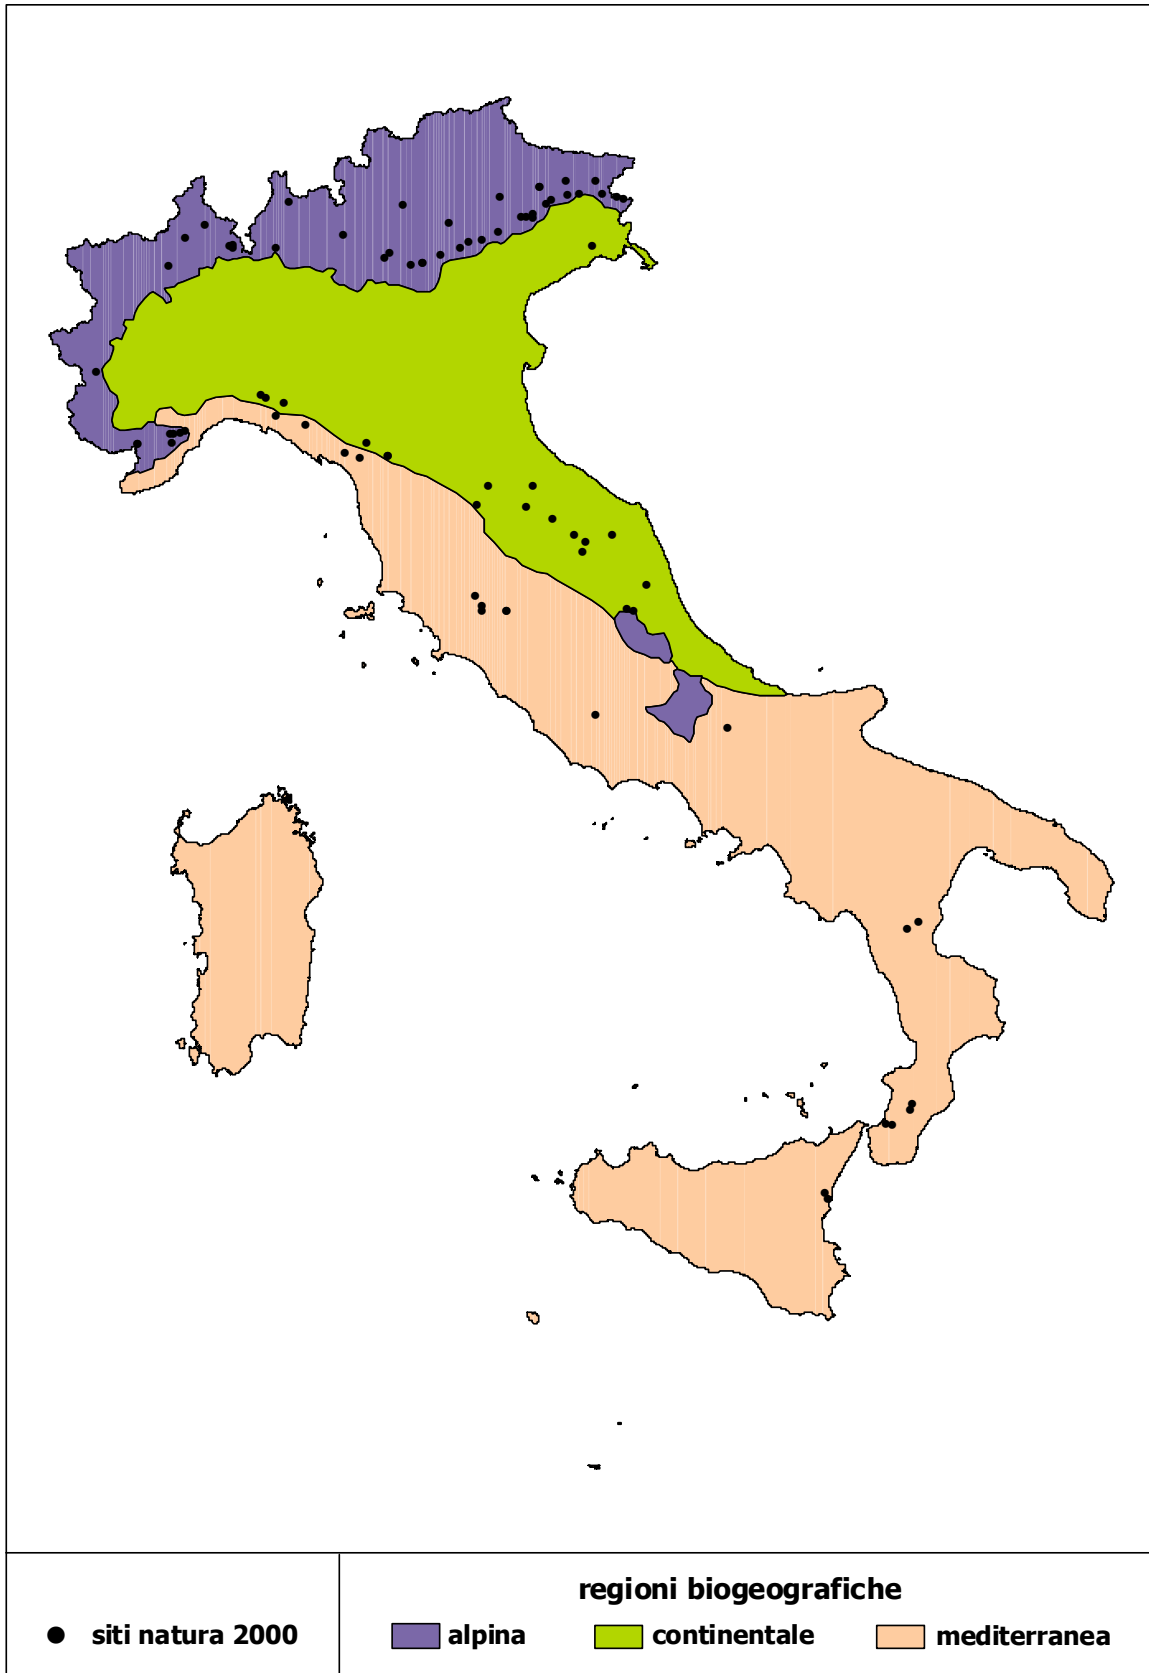 regioni biogeografiche
siti natura 2000
alpina
continentale
mediterranea